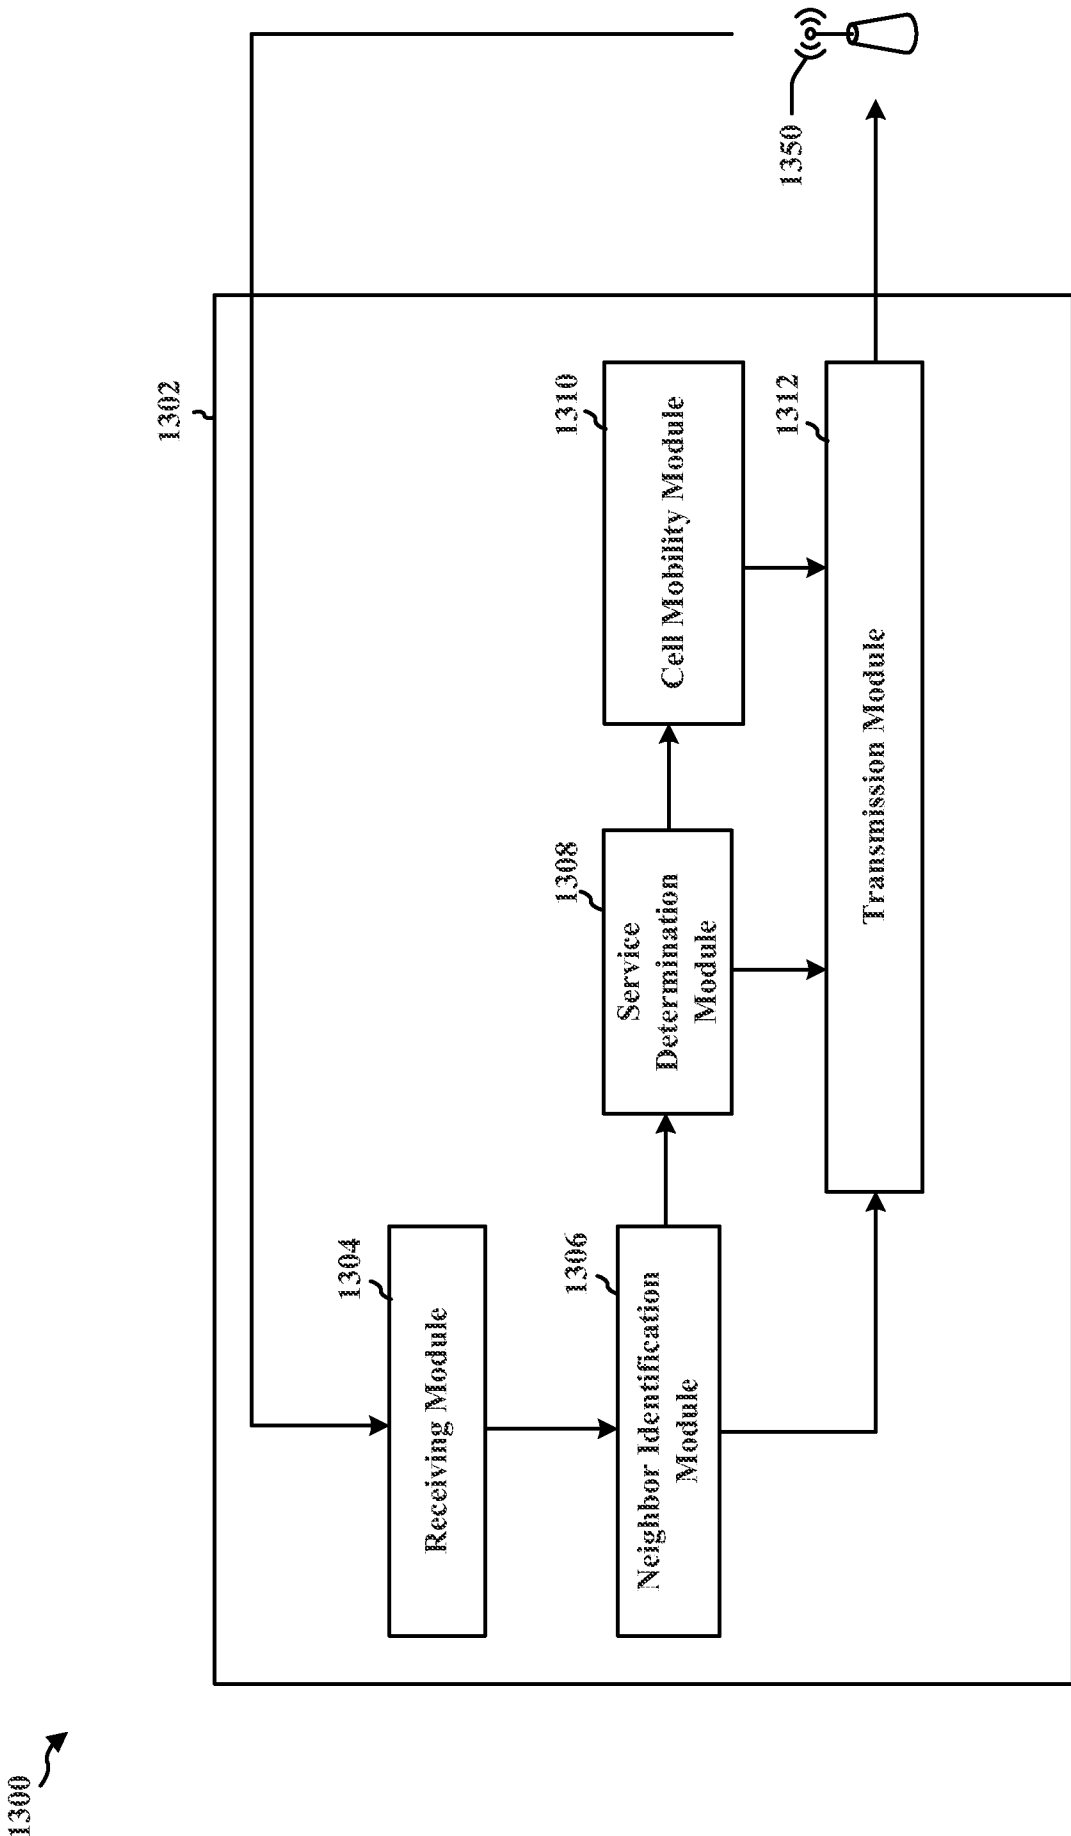 1300
1302
1304
Receiving Module
1306
Neighbor Identification
Module
1308
Service
Determination
Module
1310
Cell Mobility Module
1312
Transmission Module
1350